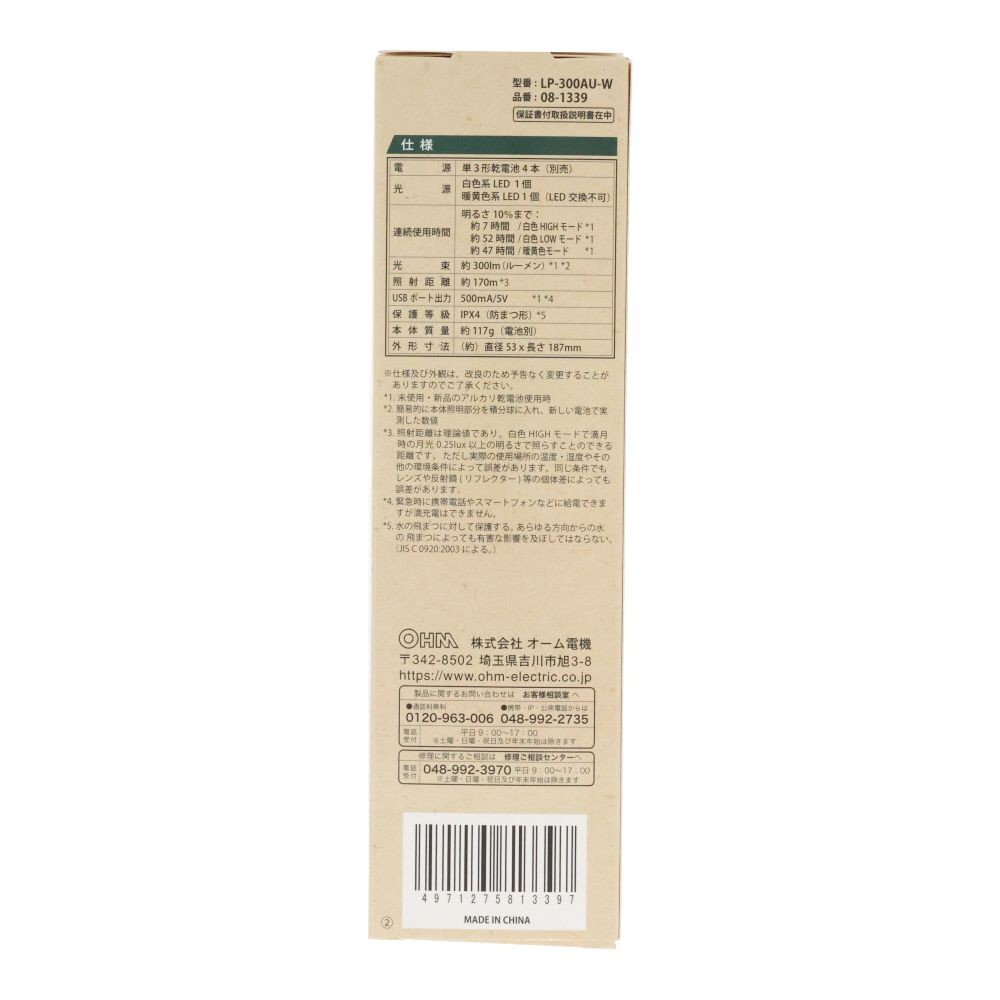 型番：LP-300AU-W
品番：08-1339
保証書付取扱説明書在中
仕様
電源 単3形乾電池4本（別売）
光源 白色系LED 1個
暖黄色系LED 1個（LED交換不可）
連続使用時間 明るさ10%まで：
約7時間 /白色HIGHモード *1
約52時間 /白色LOWモード *1
約47時間 /暖黄色モード *1
光束 約300lm（ルーメン）*1 *2
照射距離 約170m *3
USBポート出力 500mA/5V *1 *4
保護等級 IPX4（防まつ形）*5
本体質量 約117g（電池別）
外形寸法 （約）直径53 x 長さ187mm
※仕様及び外観は、改良のため予告なく変更することが
ありますのでご了承ください。
*1. 未使用・新品のアルカリ乾電池使用時
*2. 簡易的に本体照明部分を積分球に入れ、新しい電池で実
測した数値
*3. 照射距離は理論値であり、白色HIGHモードで満月
時の月光0.25lux以上の明るさで照らすことのできる
距離です。ただし実際の使用場所の温度・湿度やその
他の環境条件によって誤差があります。同じ条件でも
レンズや反射鏡(リフレクター)等の個体差によっても
誤差があります。
*4. 緊急時に携帯電話やスマートフォンなどに給電できま
すが満充電はできません。
*5. 水の飛まつに対して保護する。あらゆる方向からの水
の飛まつによっても有害な影響を及ぼしてはならない。
（JIS C 0920:2003による。）
OHM 株式会社 オーム電機
〒342-8502 埼玉県吉川市旭3-8
https://www.ohm-electric.co.jp
製品に関するお問い合わせは お客様相談室へ
●通話料無料 ●携帯・IP・公衆電話からは
0120-963-006 048-992-2735
電話受付 平日9：00～17：00
※土曜・日曜・祝日及び年末年始は除きます
修理に関するご相談は 修理ご相談センターへ
電話受付 048-992-3970 平日9：00～17：00
※土曜・日曜・祝日及び年末年始は除きます
4971275813397
MADE IN CHINA
②